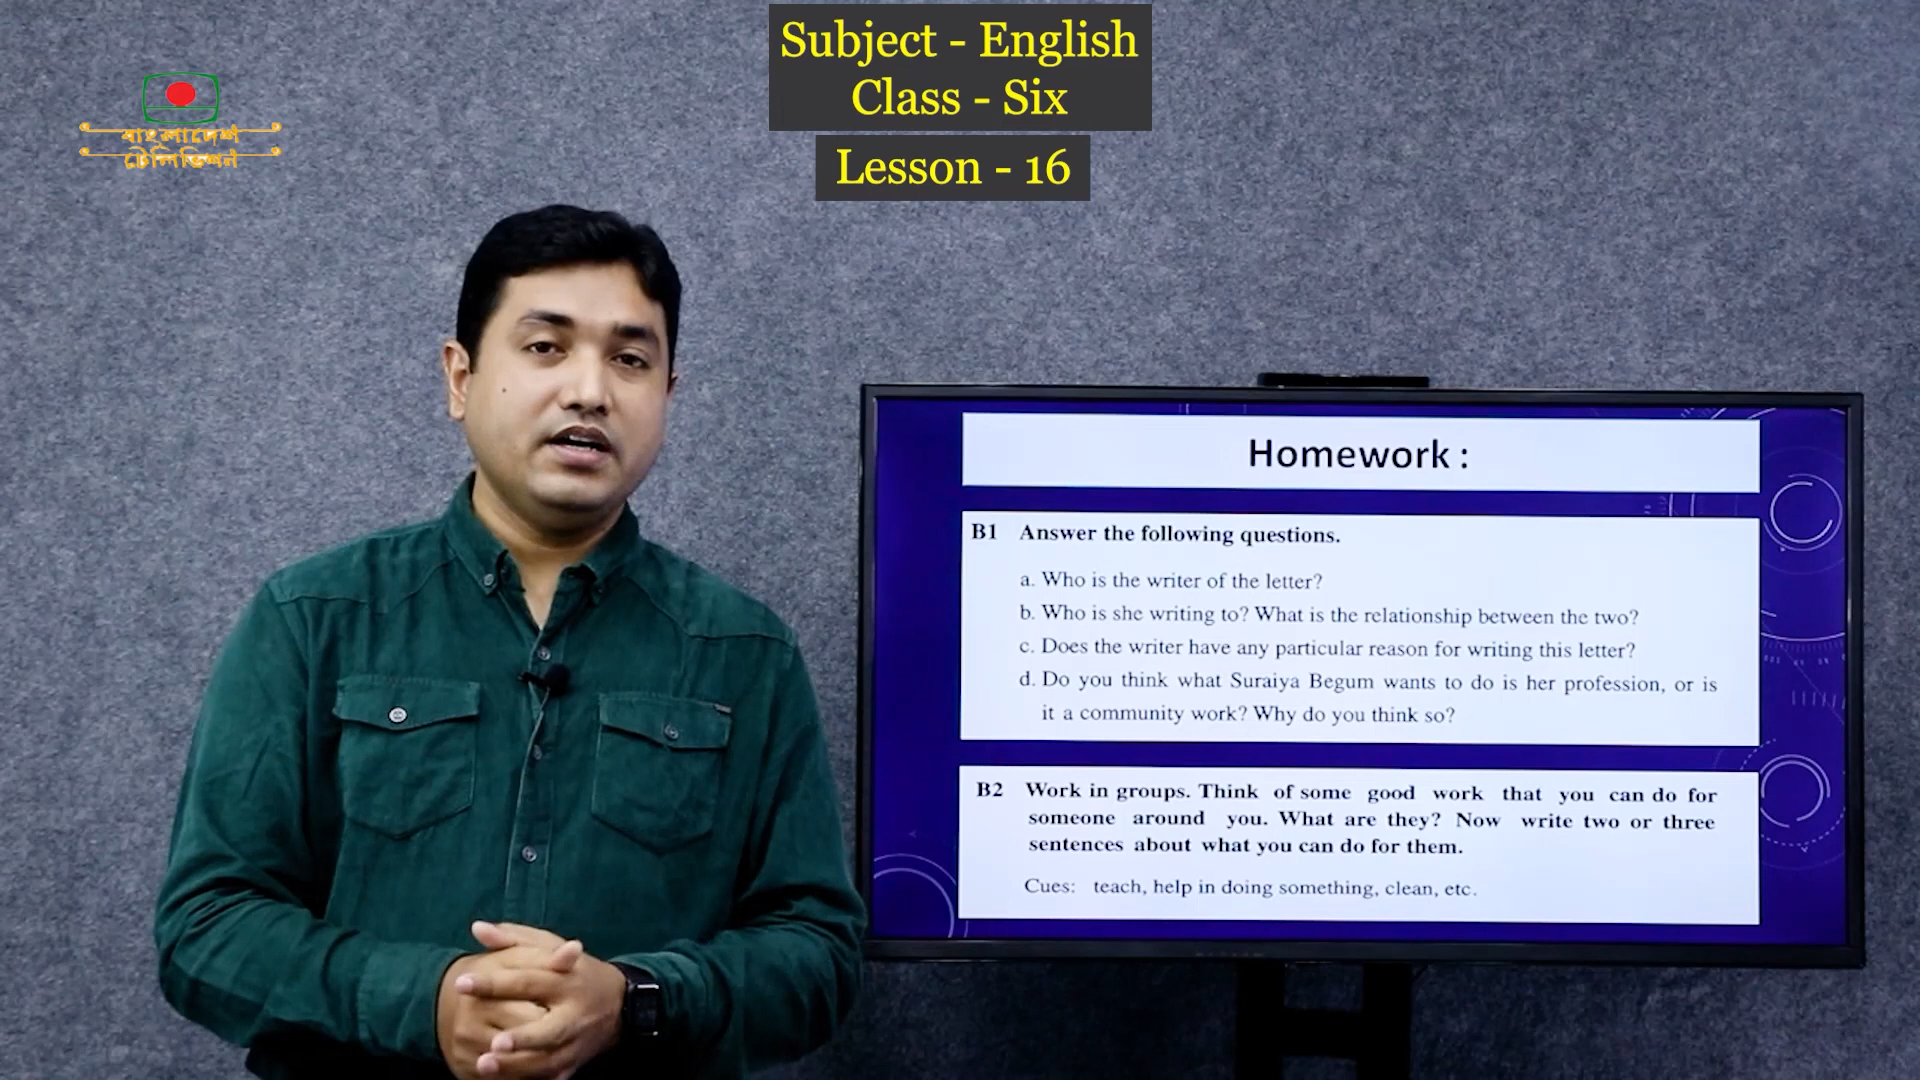 Subject - English
Class - Six
Lesson - 16
বাংলাদেশ
টেলিভিশন
Homework :
B1 Answer the following questions.
a. Who is the writer of the letter?
b. Who is she writing to? What is the relationship between the two?
c. Does the writer have any particular reason for writing this letter?
d. Do you think what Suraiya Begum wants to do is her profession, or is
it a community work? Why do you think so?
B2 Work in groups. Think of some good work that you can do for
someone around you. What are they? Now write two or three
sentences about what you can do for them.
Cues: teach, help in doing something, clean, etc.